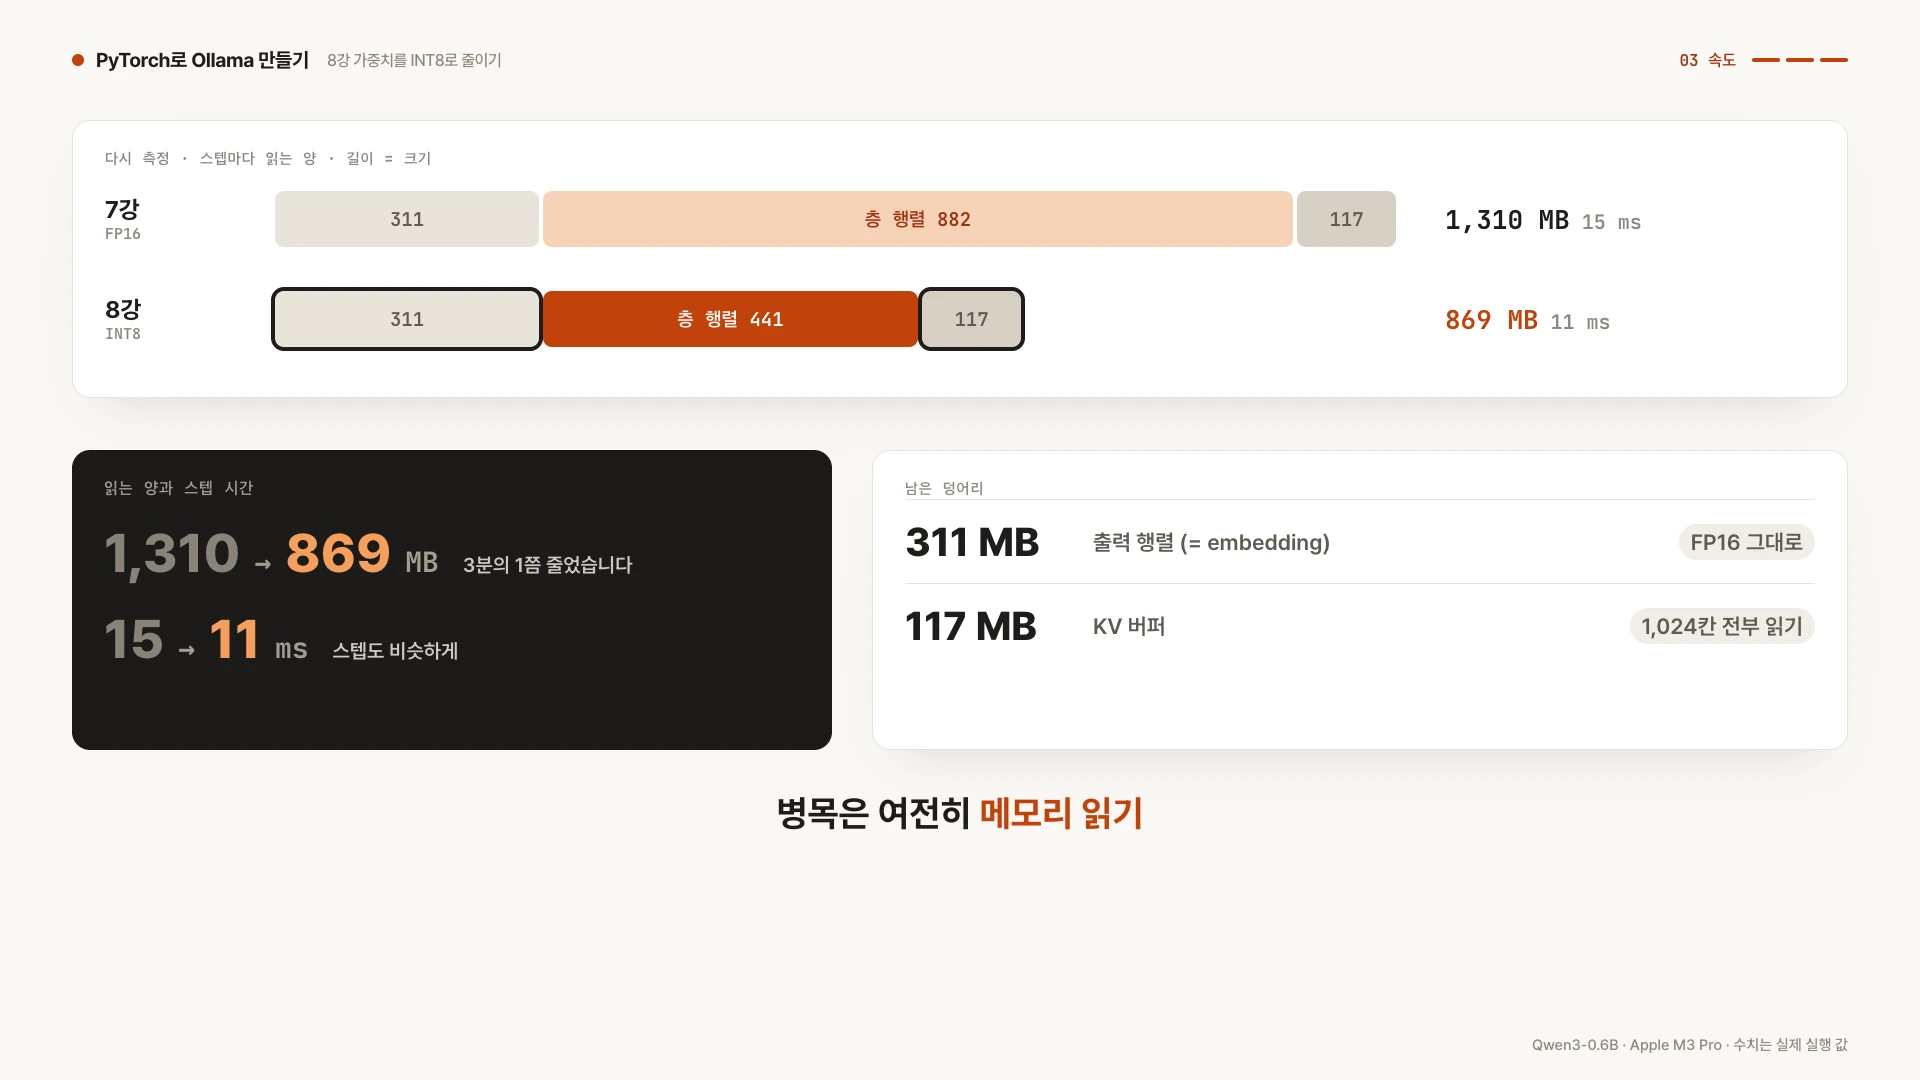 PyTorch로 Ollama 만들기 8강 가중치를 INT8로 줄이기
03 속도
다시 측정 · 스텝마다 읽는 양 · 길이 = 크기
7강
FP16
311
층 행렬 882
117
1,310 MB 15 ms
8강
INT8
311
층 행렬 441
117
869 MB 11 ms
읽는 양과 스텝 시간
1,310 → 869 MB 3분의 1쯤 줄었습니다
15 → 11 ms 스텝도 비슷하게
남은 덩어리
311 MB 출력 행렬 (= embedding) FP16 그대로
117 MB KV 버퍼 1,024칸 전부 읽기
병목은 여전히 메모리 읽기
Qwen3-0.6B · Apple M3 Pro · 수치는 실제 실행 값